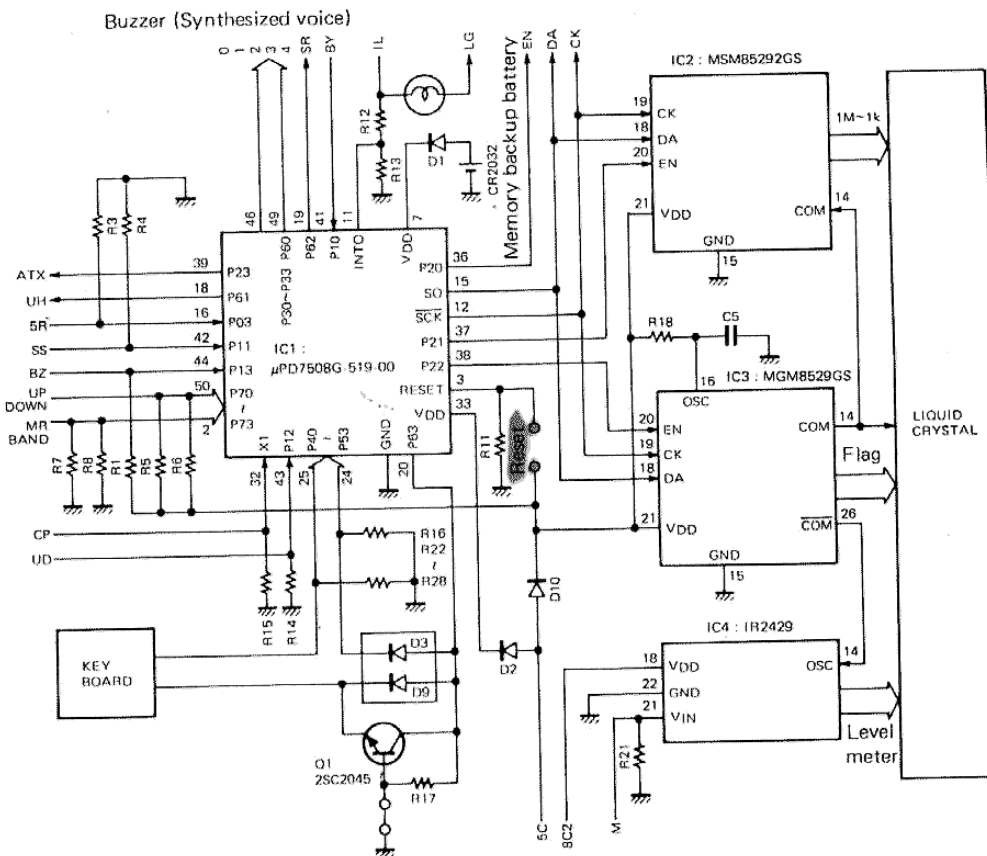 Buzzer (Synthesized voice)
0
1
2
3
4
SR
BY
IL
LG
Memory backup battery
EN
DA
CK
IC2 : MSM85292GS
19
CK
18
DA
20
EN
21
VDD
COM
14
GND
15
1M~1k
R12
R13
D1
CR2032
R3
R4
46
49
19
41
11
7
P60
P62
P10
INTO
VDD
P30~P33
ATX
39
P23
UH
18
P61
SR
16
P03
SS
42
P11
BZ
44
P13
UP
DOWN
50
P70
~
MR
BAND
2
P73
IC1 :
μPD7508G-519-00
P20
36
SO
15
SCK
12
P21
37
P22
38
RESET
3
VDD
33
X1
P12
P40
~
P53
GND
P63
32
43
25
24
20
R7
R8
R1
R5
R6
R11
Reset
R18
C5
16
IC3 : MGM8529GS
OSC
20
EN
19
CK
18
DA
21
VDD
COM
14
Flag
COM
26
GND
15
LIQUID
CRYSTAL
CP
UD
R15
R14
R16
R22
~
R28
D10
D2
D3
D9
KEY
BOARD
Q1
2SC2045
R17
IC4 : IR2429
18
VDD
22
GND
21
VIN
OSC
14
R21
Level
meter
5C
8C2
M